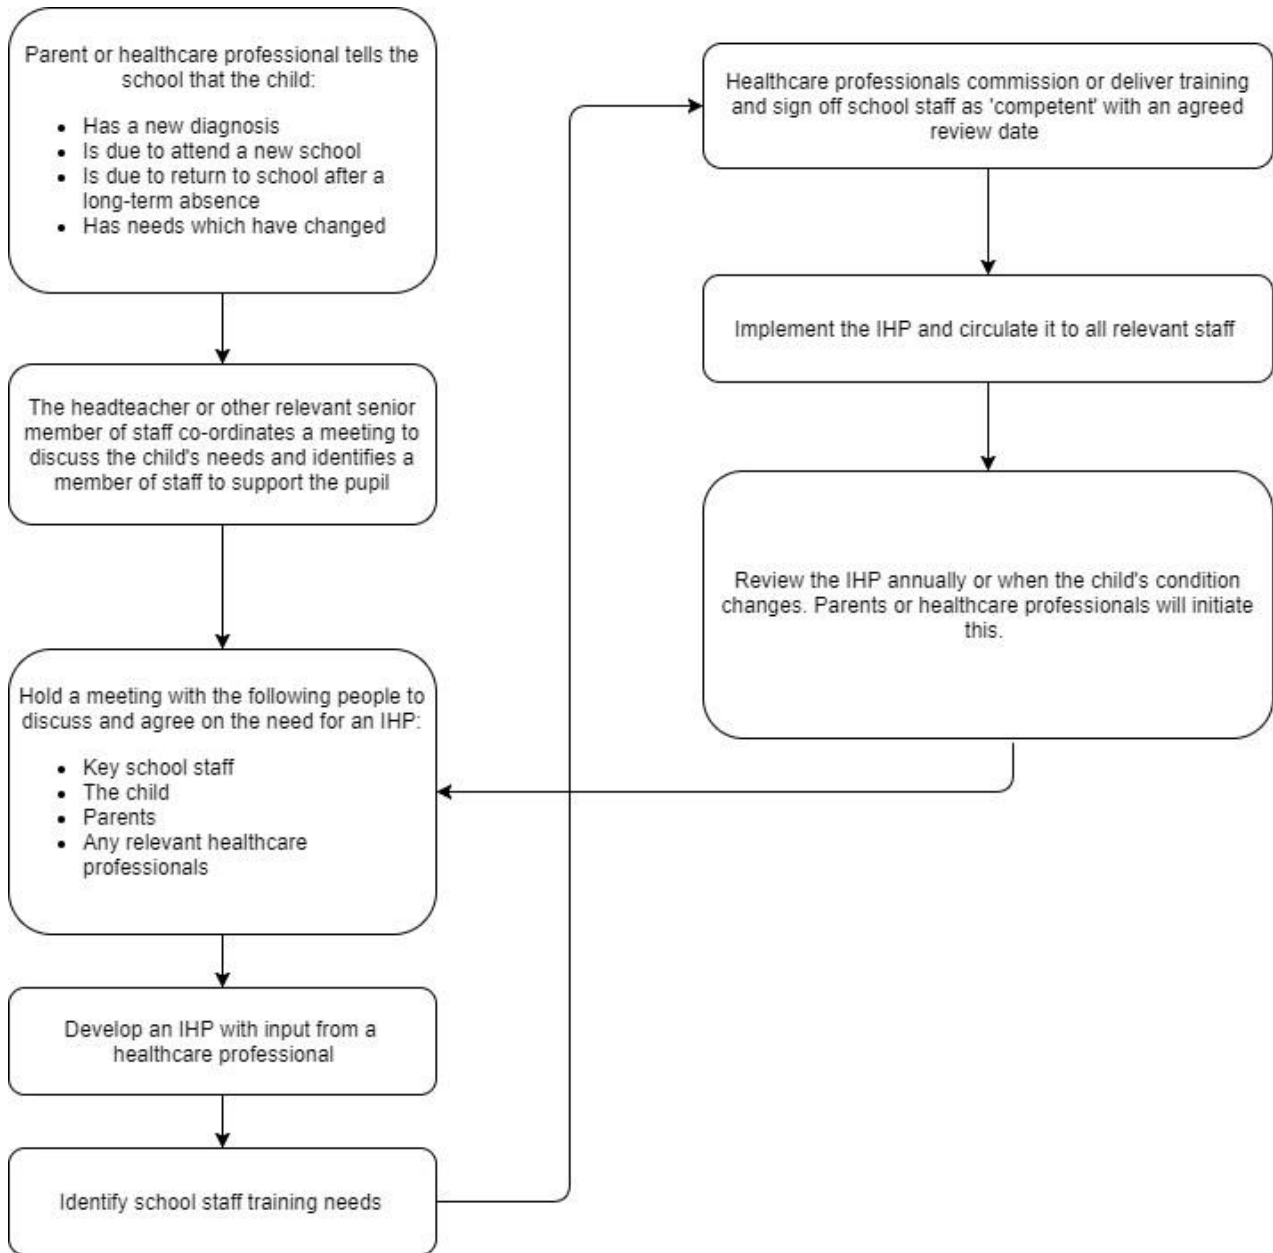 Parent or healthcare professional tells the
school that the child:
• Has a new diagnosis
• Is due to attend a new school
• Is due to return to school after a
long-term absence
• Has needs which have changed
The headteacher or other relevant senior
member of staff co-ordinates a meeting to
discuss the child's needs and identifies a
member of staff to support the pupil
Hold a meeting with the following people to
discuss and agree on the need for an IHP:
• Key school staff
• The child
• Parents
• Any relevant healthcare
professionals
Develop an IHP with input from a
healthcare professional
Identify school staff training needs
Healthcare professionals commission or deliver training
and sign off school staff as 'competent' with an agreed
review date
Implement the IHP and circulate it to all relevant staff
Review the IHP annually or when the child's condition
changes. Parents or healthcare professionals will initiate
this.